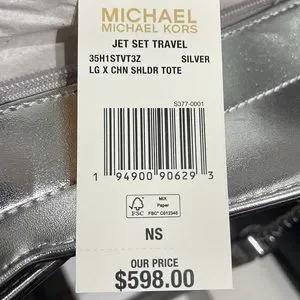 MICHAEL
MICHAEL KORS
JET SET TRAVEL
35H1STVT3Z SILVER
LG X CHN SHLDR TOTE
S377-0001
1 94900 90629 3
FSC
MIX
Paper
FSC® C012345
NS
OUR PRICE
$598.00